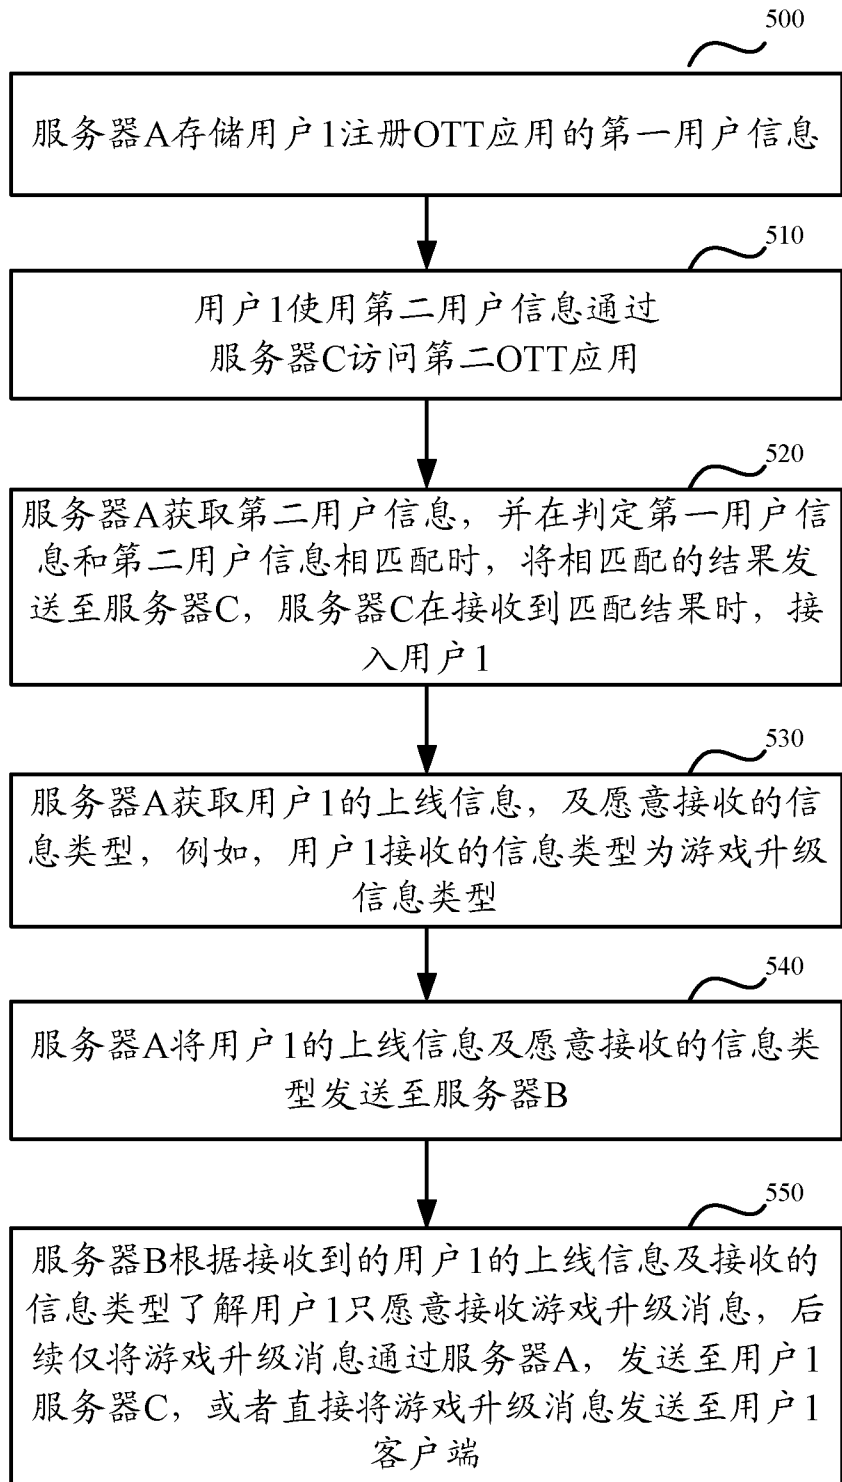 500
服务器A存储用户1注册OTT应用的第一用户信息
510
用户1使用第二用户信息通过
服务器C访问第二OTT应用
520
服务器A获取第二用户信息，并在判定第一用户信
息和第二用户信息相匹配时，将相匹配的结果发
送至服务器C，服务器C在接收到匹配结果时，接
入用户1
530
服务器A获取用户1的上线信息，及愿意接收的信
息类型，例如，用户1接收的信息类型为游戏升级
信息类型
540
服务器A将用户1的上线信息及愿意接收的信息类
型发送至服务器B
550
服务器B根据接收到的用户1的上线信息及接收的
信息类型了解用户1只愿意接收游戏升级消息，后
续仅将游戏升级消息通过服务器A，发送至用户1
服务器C，或者直接将游戏升级消息发送至用户1
客户端